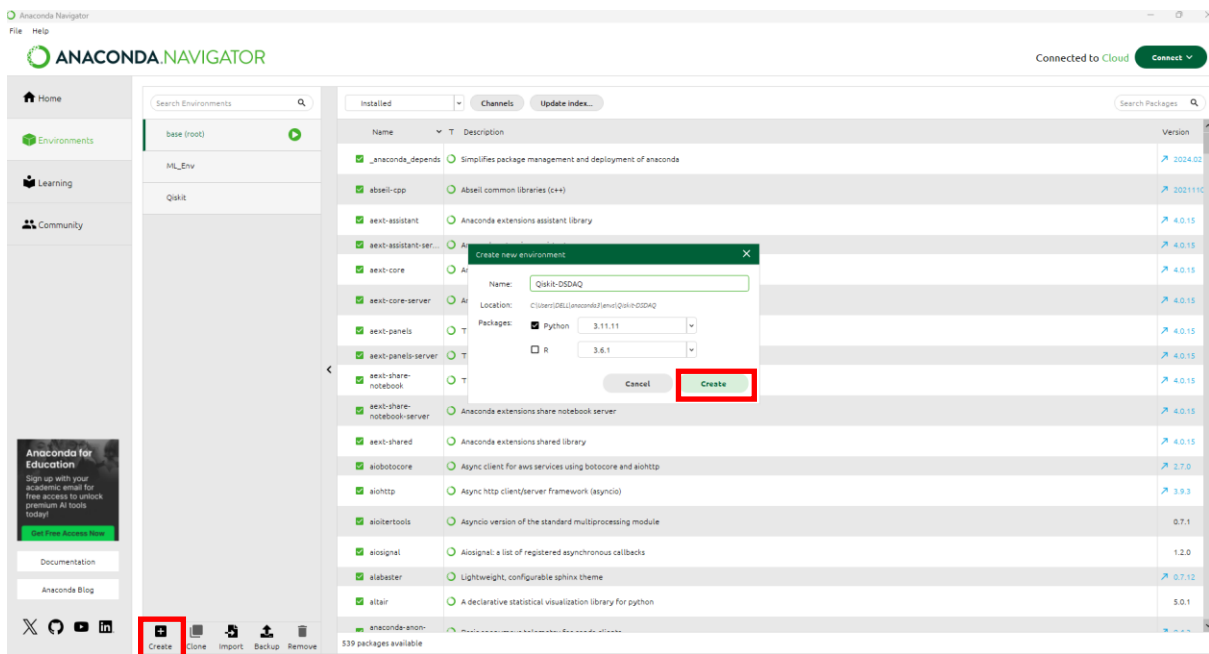 Anaconda Navigator
File Help
ANACONDA.NAVIGATOR
Connected to Cloud
Connect
Home
Environments
Learning
Community
Anaconda for
Education
Sign up with your
academic email for
free access to unlock
premium AI tools
today!
Get Free Access Now
Documentation
Anaconda Blog
Search Environments
base (root)
ML_Env
Qiskit
Create Clone Import Backup Remove
Installed Channels Update index... Search Packages
Name T Description Version
_anaconda_depends Simplifies package management and deployment of anaconda 2024.02
abseil-cpp Abseil common libraries (c++) 2021110
aext-assistant Anaconda extensions assistant library 4.0.15
aext-assistant-ser... 4.0.15
aext-core 4.0.15
aext-core-server 4.0.15
aext-panels 4.0.15
aext-panels-server 4.0.15
aext-share-
notebook 4.0.15
aext-share-
notebook-server Anaconda extensions share notebook server 4.0.15
aext-shared Anaconda extensions shared library 4.0.15
aiobotocore Async client for aws services using botocore and aiohttp 2.7.0
aiohttp Async http client/server framework (asyncio) 3.9.3
aioitertools Asyncio version of the standard multiprocessing module 0.7.1
aiosignal Aiosignal: a list of registered asynchronous callbacks 1.2.0
alabaster Lightweight, configurable sphinx theme 0.7.12
altair A declarative statistical visualization library for python 5.0.1
anaconda-anon-
539 packages available
Create new environment
Name: Qiskit-DSDAQ
Location: C:\Users\DELL\anaconda3\envs\Qiskit-DSDAQ
Packages: Python 3.11.11
R 3.6.1
Cancel Create